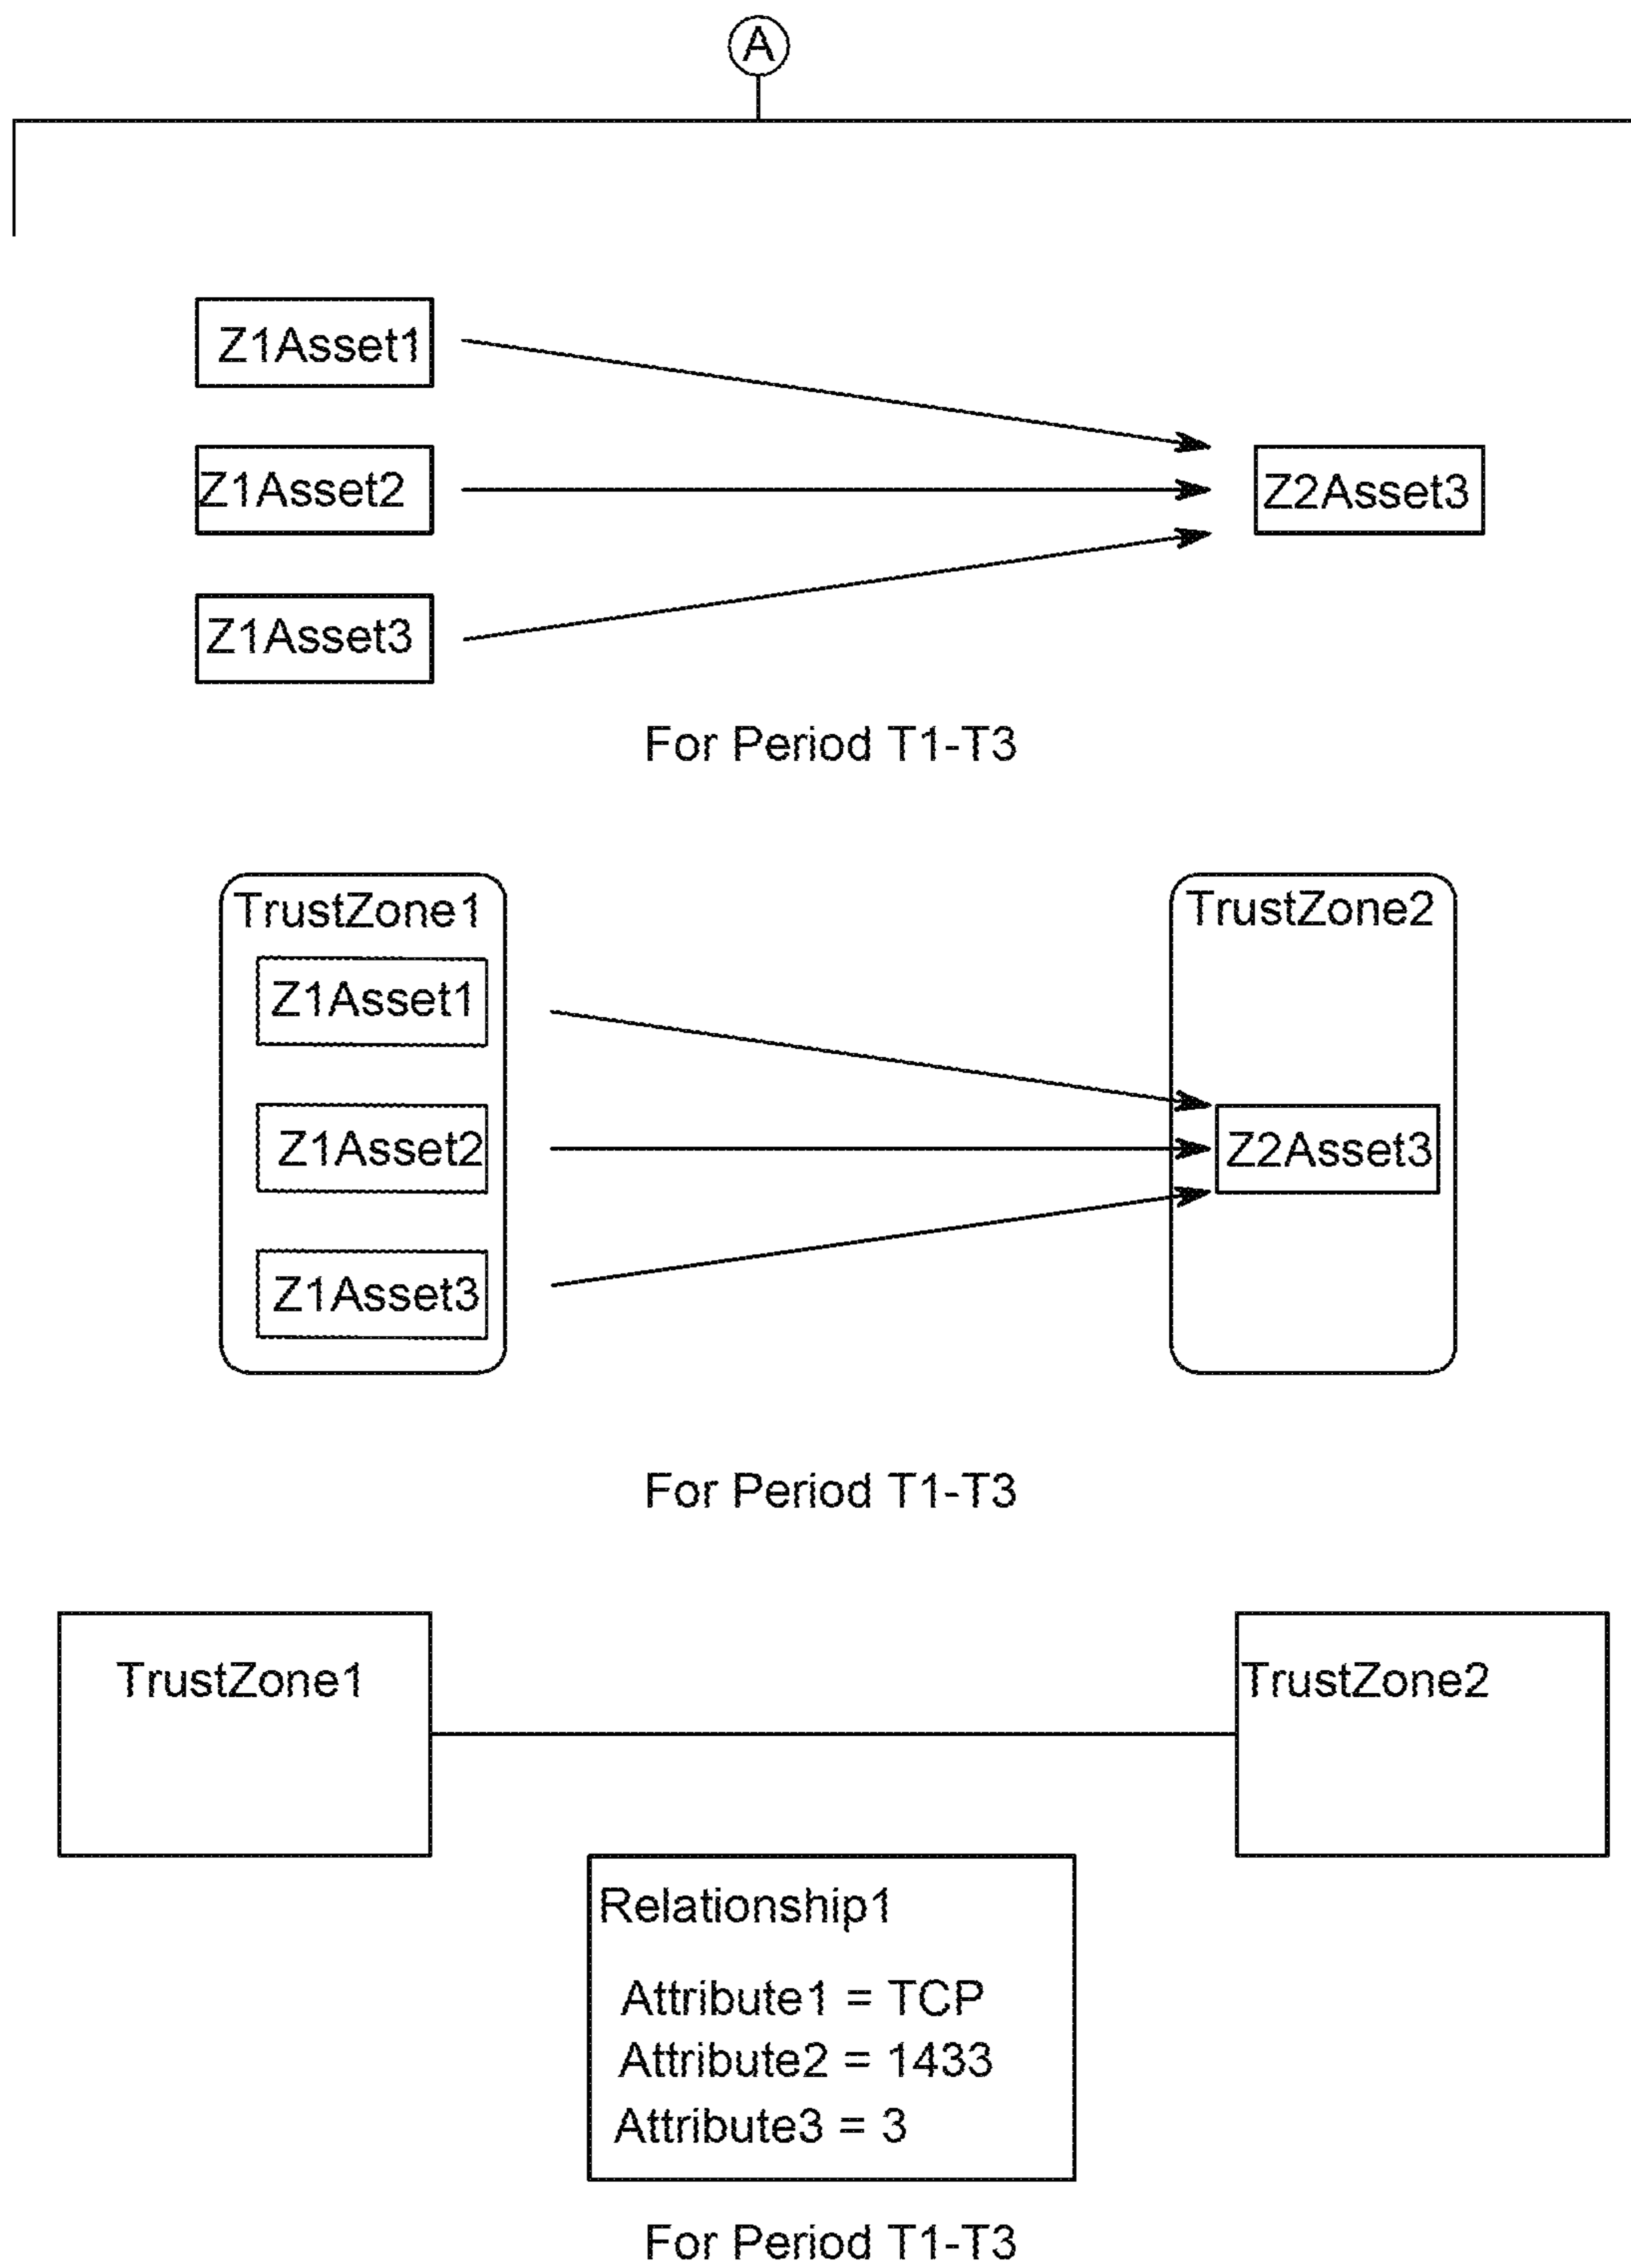 A
Z1Asset1
Z1Asset2
Z2Asset3
Z1Asset3
For Period T1-T3
TrustZone1
TrustZone2
Z1Asset1
Z1Asset2
Z2Asset3
Z1Asset3
For Period T1-T3
TrustZone1
TrustZone2
Relationship1
Attribute1 = TCP
Attribute2 = 1433
Attribute3 = 3
For Period T1-T3